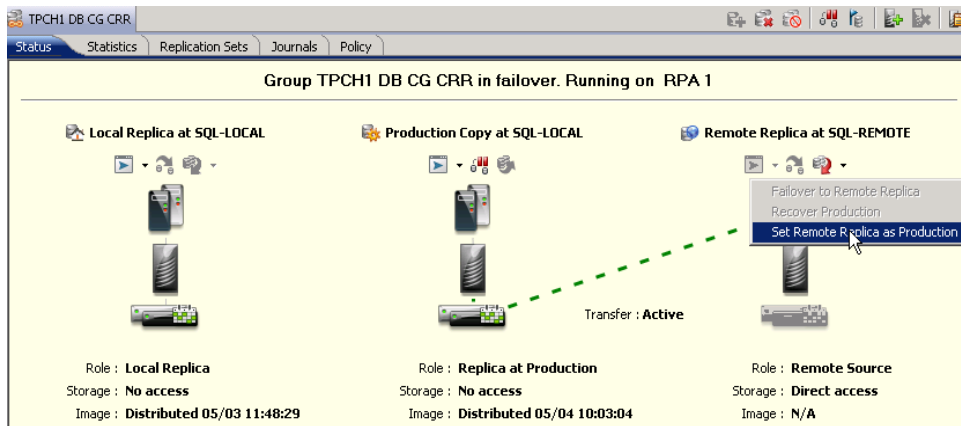 TPCH1 DB CG CRR
Status Statistics Replication Sets Journals Policy
Group TPCH1 DB CG CRR in failover. Running on RPA 1
Local Replica at SQL-LOCAL Production Copy at SQL-LOCAL Remote Replica at SQL-REMOTE
Failover to Remote Replica
Recover Production
Set Remote Replica as Production
Transfer : Active
Role : Local Replica Role : Replica at Production Role : Remote Source
Storage : No access Storage : No access Storage : Direct access
Image : Distributed 05/03 11:48:29 Image : Distributed 05/04 10:03:04 Image : N/A